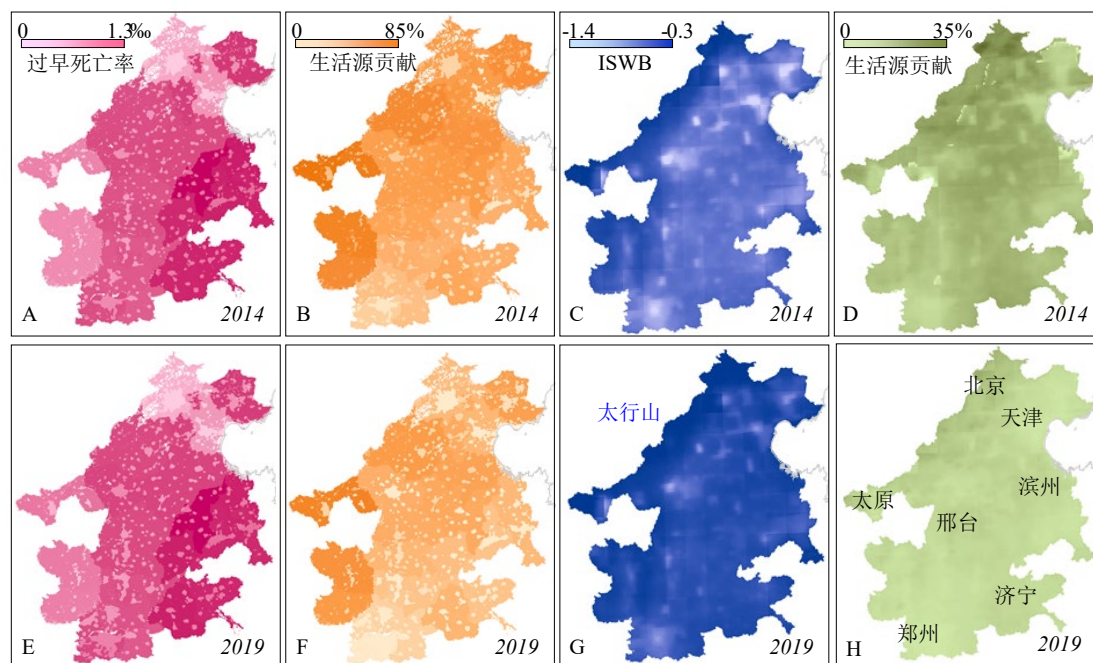 0 1.3‰
过早死亡率
A 2014
0 85%
生活源贡献
B 2014
-1.4 -0.3
ISWB
C 2014
0 35%
生活源贡献
D 2014
E 2019
F 2019
太行山
G 2019
北京
天津
滨州
太原
邢台
济宁
郑州
H 2019